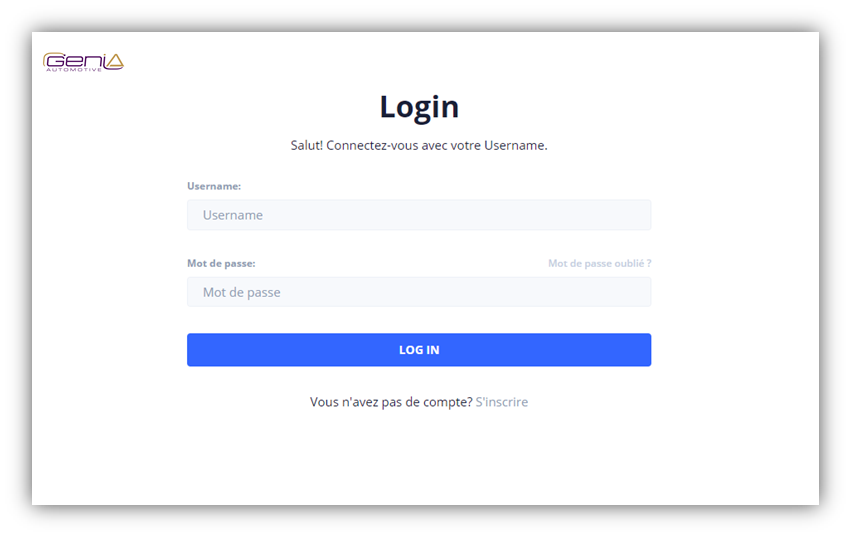 Genia
AUTOMOTIVE
Login
Salut! Connectez-vous avec votre Username.
Username:
Username
Mot de passe:
Mot de passe oublié ?
Mot de passe
LOG IN
Vous n'avez pas de compte? S'inscrire